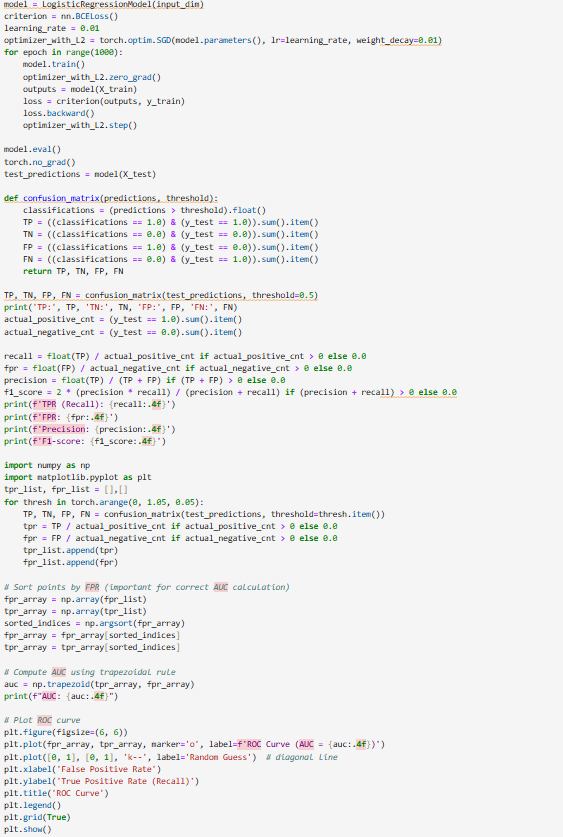 model = LogisticRegressionModel(input_dim)
criterion = nn.BCELoss()
learning_rate = 0.01
optimizer_with_L2 = torch.optim.SGD(model.parameters(), lr=learning_rate, weight_decay=0.01)
for epoch in range(1000):
    model.train()
    optimizer_with_L2.zero_grad()
    outputs = model(X_train)
    loss = criterion(outputs, y_train)
    loss.backward()
    optimizer_with_L2.step()

model.eval()
torch.no_grad()
test_predictions = model(X_test)

def confusion_matrix(predictions, threshold):
    classifications = (predictions > threshold).float()
    TP = ((classifications == 1.0) & (y_test == 1.0)).sum().item()
    TN = ((classifications == 0.0) & (y_test == 0.0)).sum().item()
    FP = ((classifications == 1.0) & (y_test == 0.0)).sum().item()
    FN = ((classifications == 0.0) & (y_test == 1.0)).sum().item()
    return TP, TN, FP, FN

TP, TN, FP, FN = confusion_matrix(test_predictions, threshold=0.5)
print('TP:', TP, 'TN:', TN, 'FP:', FP, 'FN:', FN)
actual_positive_cnt = (y_test == 1.0).sum().item()
actual_negative_cnt = (y_test == 0.0).sum().item()

recall = float(TP) / actual_positive_cnt if actual_positive_cnt > 0 else 0.0
fpr = float(FP) / actual_negative_cnt if actual_negative_cnt > 0 else 0.0
precision = float(TP) / (TP + FP) if (TP + FP) > 0 else 0.0
f1_score = 2 * (precision * recall) / (precision + recall) if (precision + recall) > 0 else 0.0
print(f'TPR (Recall): {recall:.4f}')
print(f'FPR: {fpr:.4f}')
print(f'Precision: {precision:.4f}')
print(f'F1-score: {f1_score:.4f}')

import numpy as np
import matplotlib.pyplot as plt
tpr_list, fpr_list = [],[]
for thresh in torch.arange(0, 1.05, 0.05):
    TP, TN, FP, FN = confusion_matrix(test_predictions, threshold=thresh.item())
    tpr = TP / actual_positive_cnt if actual_positive_cnt > 0 else 0.0
    fpr = FP / actual_negative_cnt if actual_negative_cnt > 0 else 0.0
    tpr_list.append(tpr)
    fpr_list.append(fpr)

# Sort points by FPR (important for correct AUC calculation)
fpr_array = np.array(fpr_list)
tpr_array = np.array(tpr_list)
sorted_indices = np.argsort(fpr_array)
fpr_array = fpr_array[sorted_indices]
tpr_array = tpr_array[sorted_indices]

# Compute AUC using trapezoidal rule
auc = np.trapezoid(tpr_array, fpr_array)
print(f"AUC: {auc:.4f}")

# Plot ROC curve
plt.figure(figsize=(6, 6))
plt.plot(fpr_array, tpr_array, marker='o', label=f'ROC Curve (AUC = {auc:.4f})')
plt.plot([0, 1], [0, 1], 'k--', label='Random Guess')  # diagonal line
plt.xlabel('False Positive Rate')
plt.ylabel('True Positive Rate (Recall)')
plt.title('ROC Curve')
plt.legend()
plt.grid(True)
plt.show()